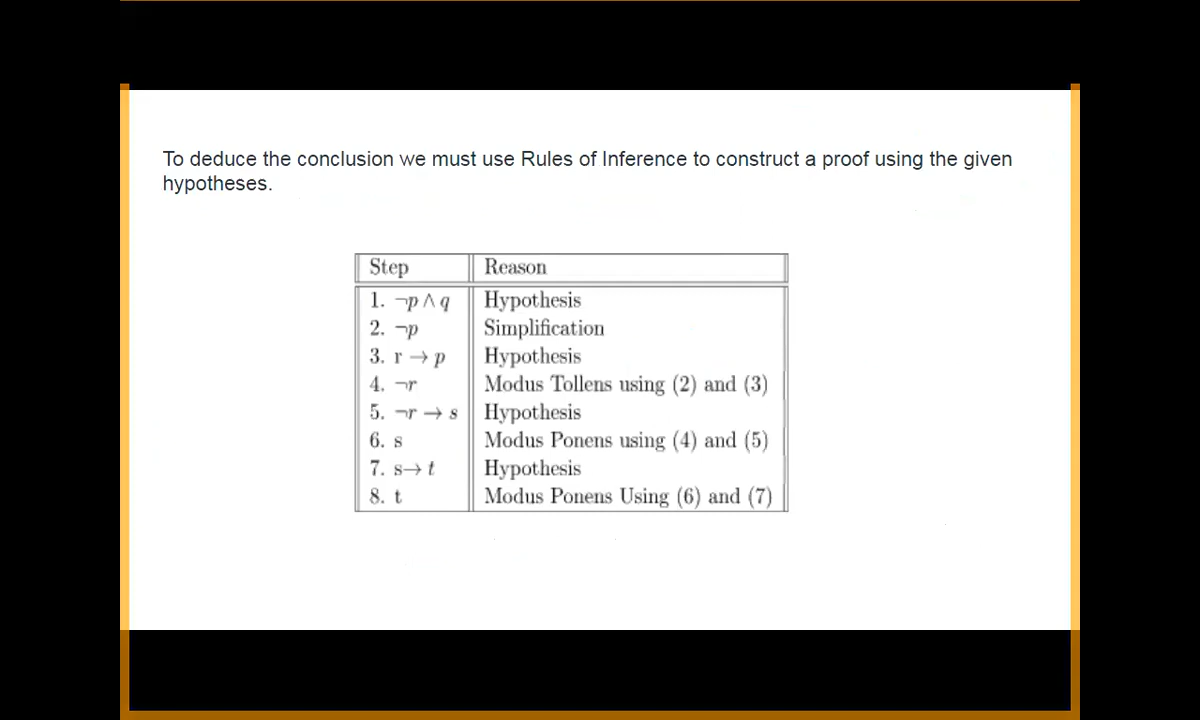 To deduce the conclusion we must use Rules of Inference to construct a proof using the given
hypotheses.
Step Reason
1. ¬p ∧ q Hypothesis
2. ¬p Simplification
3. r → p Hypothesis
4. ¬r Modus Tollens using (2) and (3)
5. ¬r → s Hypothesis
6. s Modus Ponens using (4) and (5)
7. s→ t Hypothesis
8. t Modus Ponens Using (6) and (7)